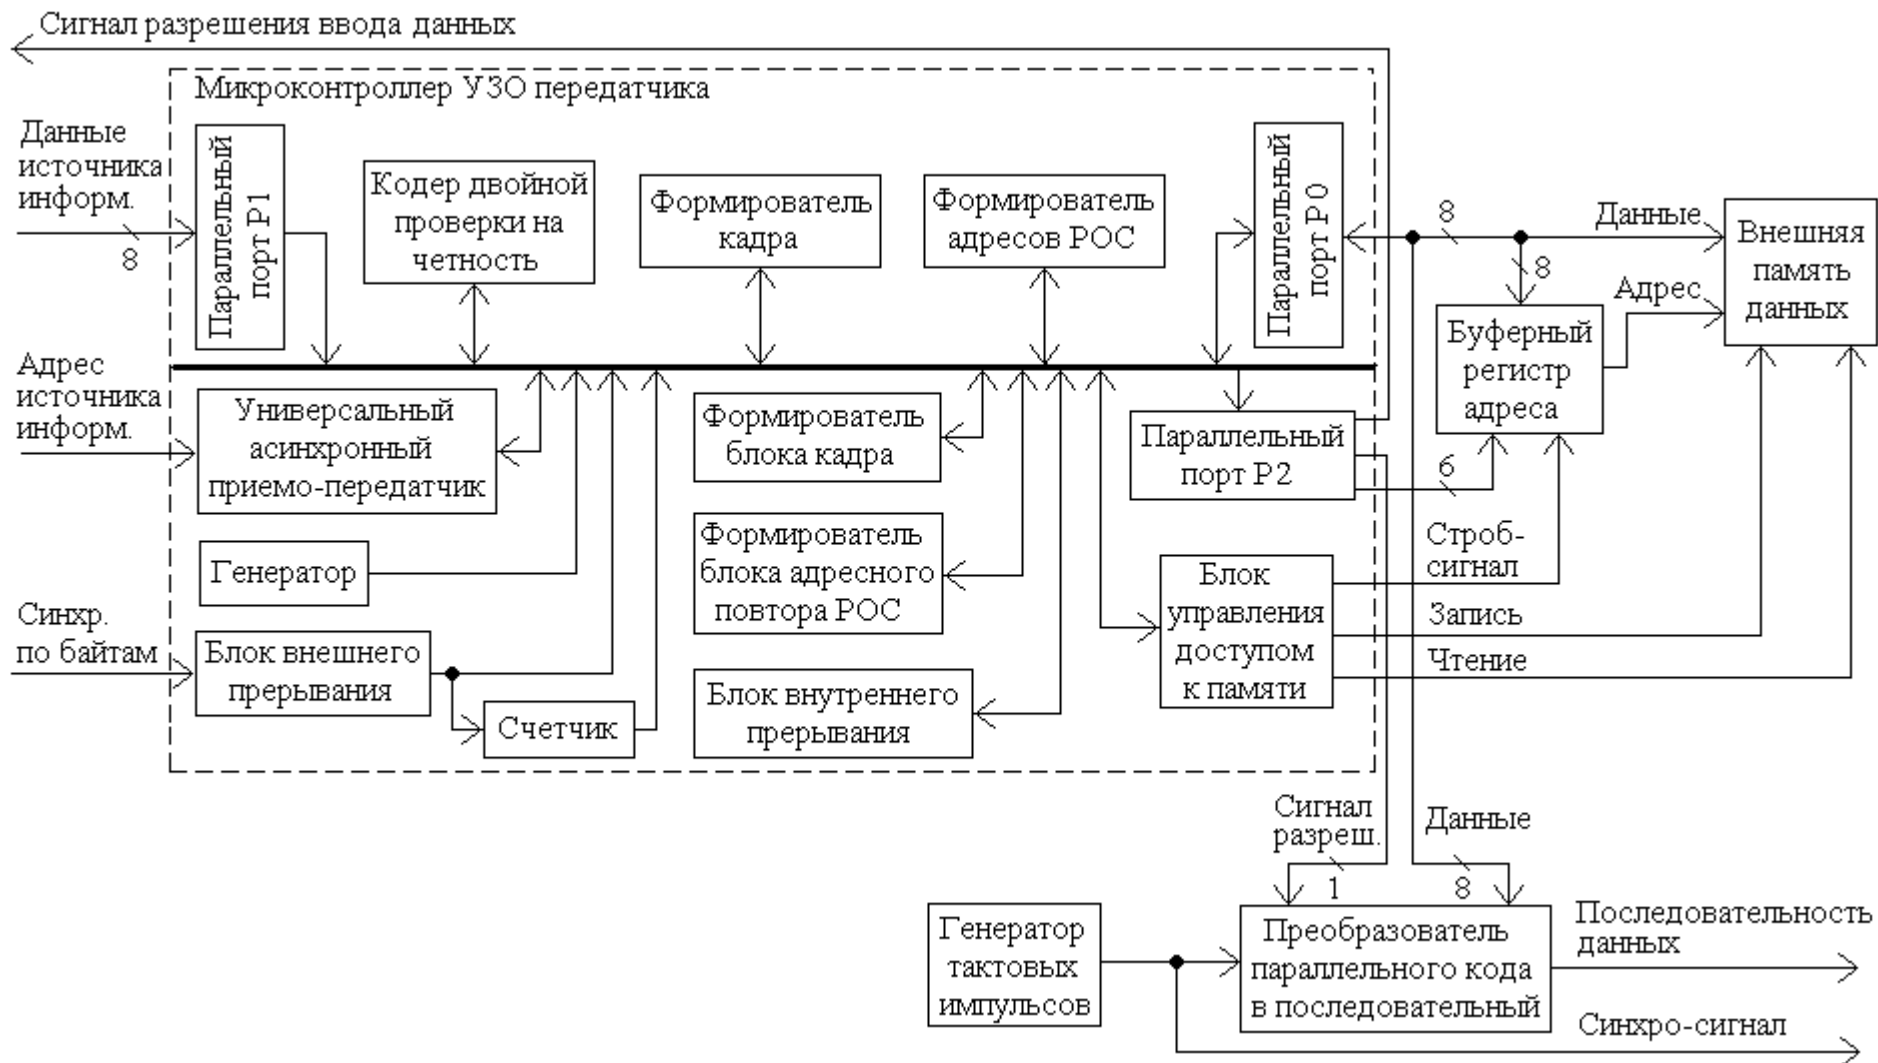 Сигнал разрешения ввода данных
Микроконтроллер УЗО передатчика
Данные
источника
информ.
8
Параллельный
порт P1
Кодер двойной
проверки на
четность
Формирователь
кадра
Формирователь
адресов РОС
Параллельный
порт P0
8
Данные
8
Внешняя
память
данных
Адрес
Буферный
регистр
адреса
Адрес
источника
информ.
Универсальный
асинхронный
приемо-передатчик
Формирователь
блока кадра
Параллельный
порт P2
6
Генератор
Формирователь
блока адресного
повтора РОС
Блок
управления
доступом
к памяти
Строб-
сигнал
Запись
Чтение
Синхр.
по байтам
Блок внешнего
прерывания
Счетчик
Блок внутреннего
прерывания
Сигнал
разреш.
1
Данные
8
Генератор
тактовых
импульсов
Преобразователь
параллельного кода
в последовательный
Последовательность
данных
Синхро-сигнал